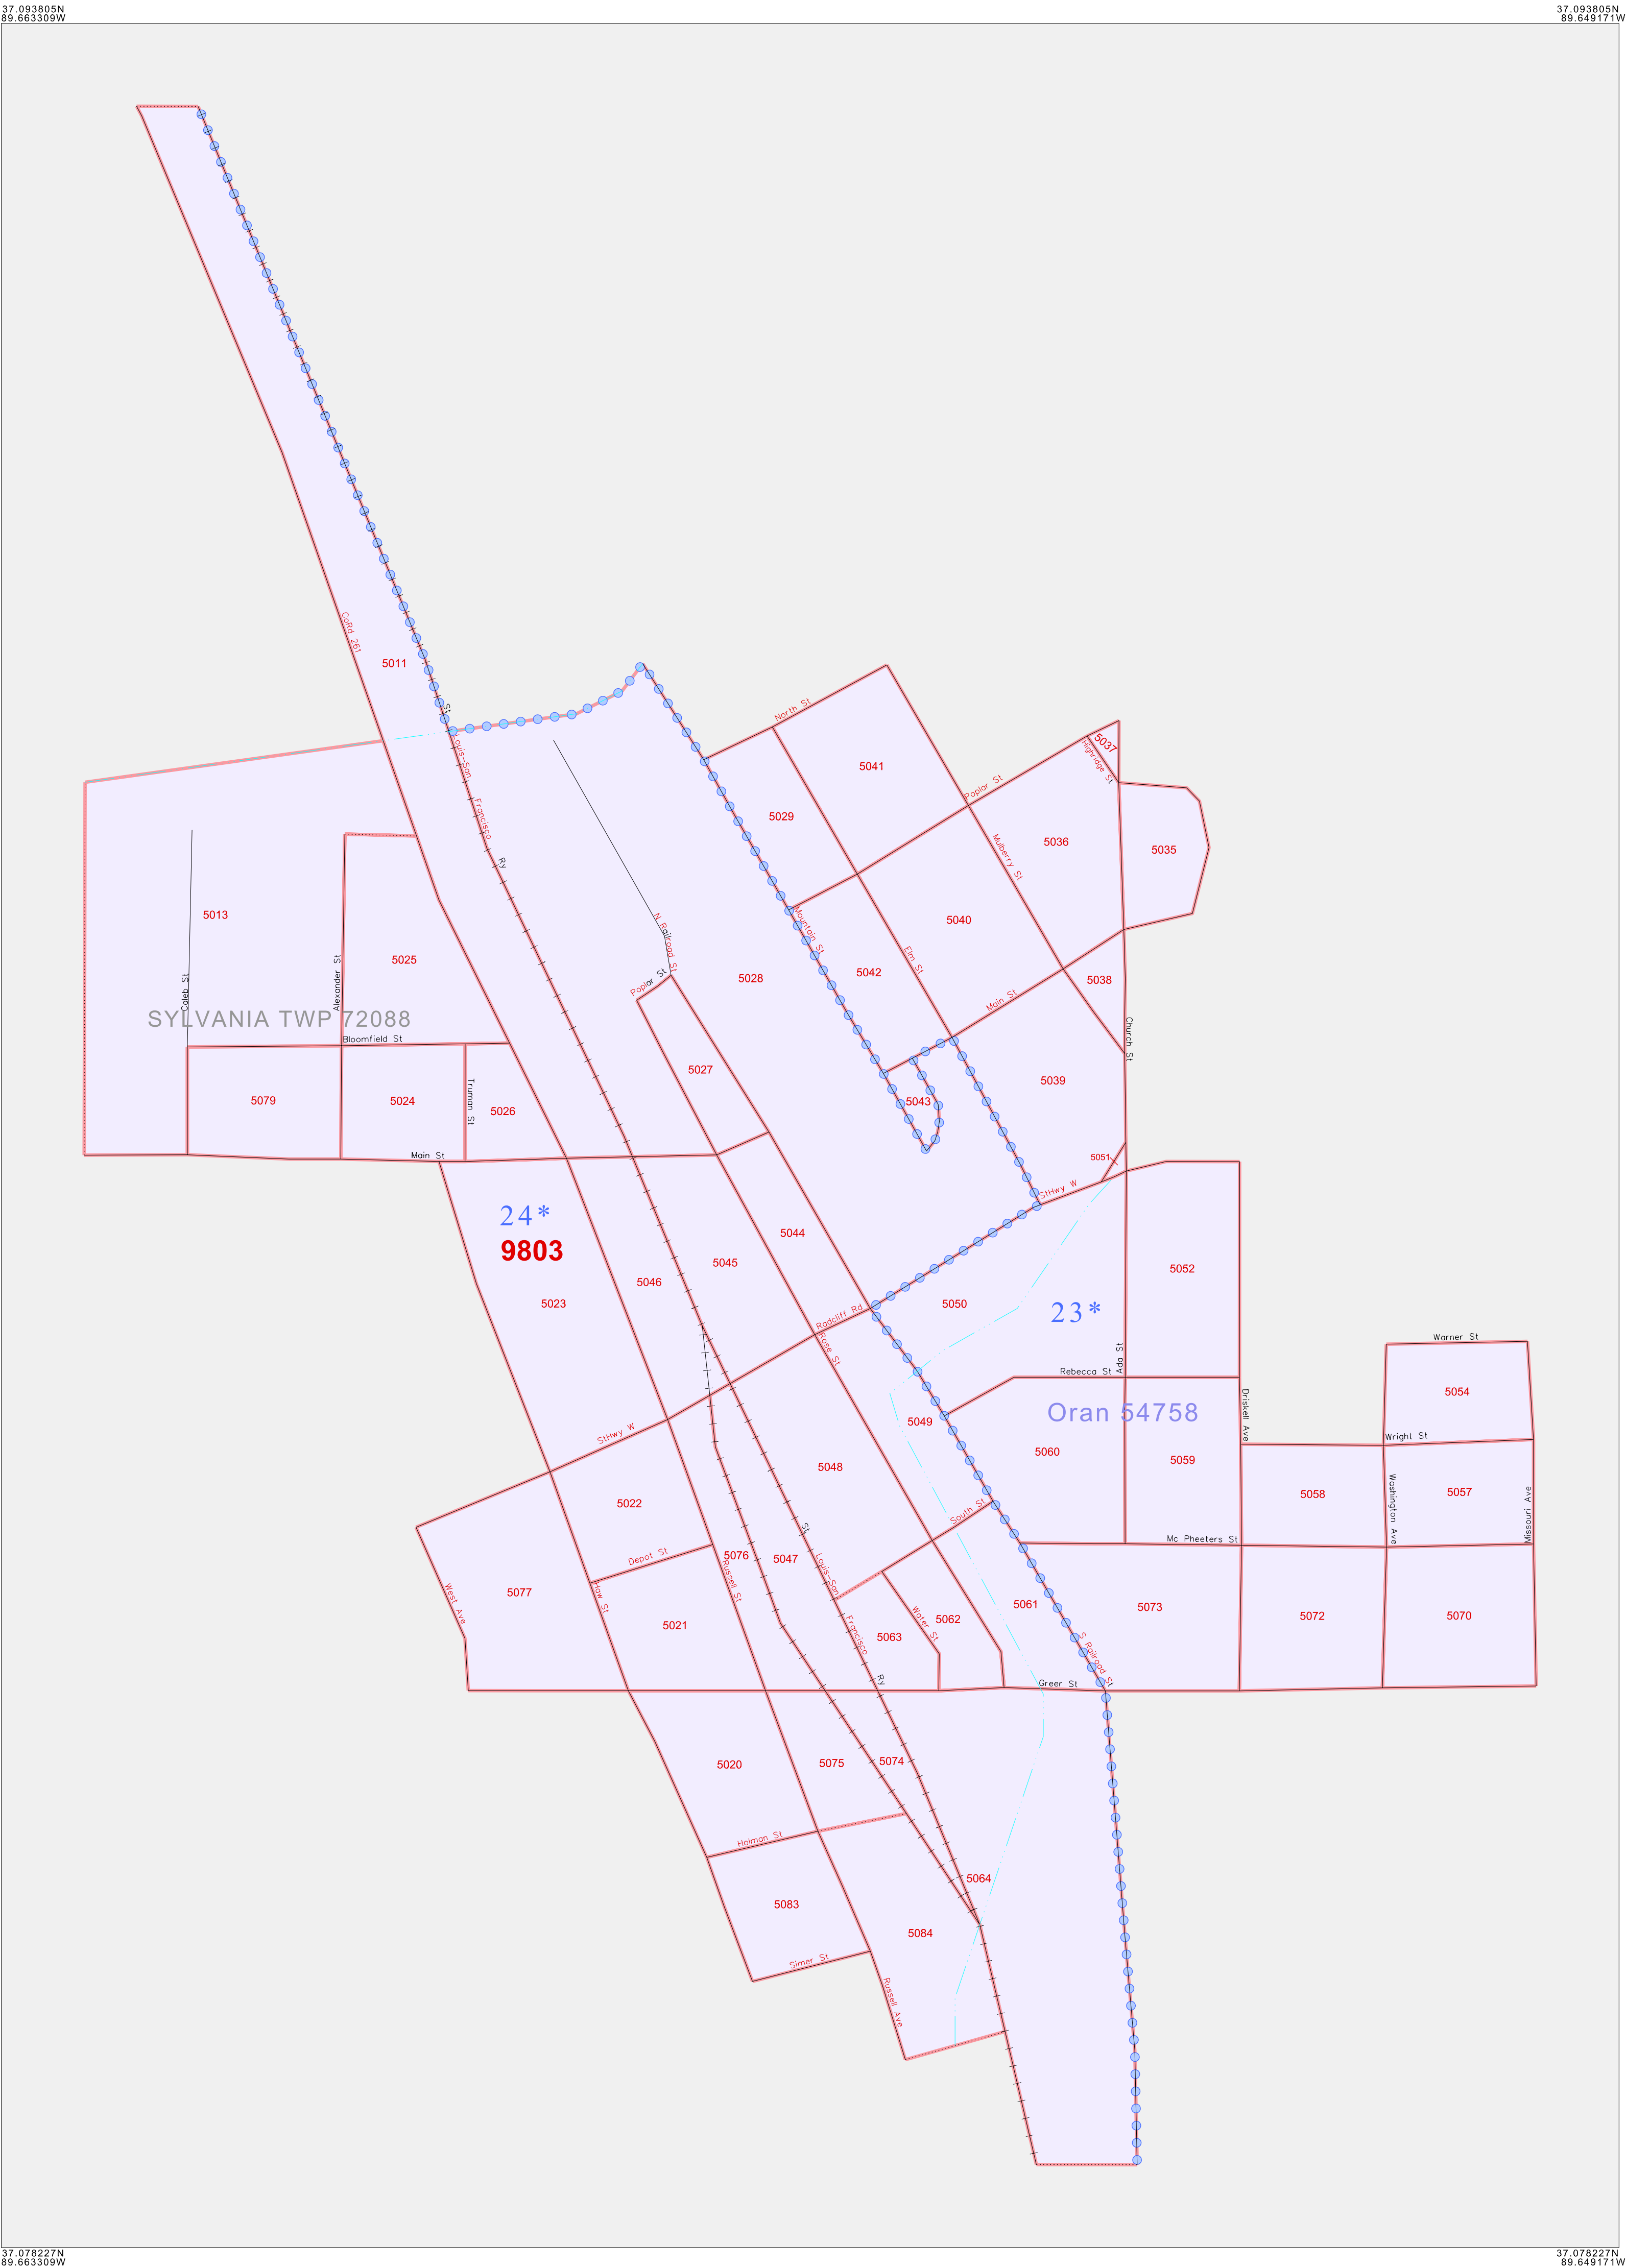 37.093805N
89.663309W
37.093805N
89.649171W
CoRd 261
5011
St
Louis-San
Francisco
Ry
North St
5041
5029
Poplar St
5037
Highridge St
5036
5035
Mulberry St
5013
5025
Alexander St
Caleb St
SYLVANIA TWP 72088
Bloomfield St
N Railroad St
Poplar St
5028
Mountain St
5040
5042
Elm St
Main St
5038
Church St
5079
5024
Truman St
5026
5027
5043
5039
Main St
5051
StHwy W
24*
9803
5023
5046
5045
5044
5050
5052
23*
Radcliff Rd
Rose St
Ada St
Rebecca St
Warner St
5054
Oran 54758
Driskell Ave
Wright St
5049
StHwy W
5060
5059
5048
5022
5058
Washington Ave
5057
Missouri Ave
South St
Mc Pheeters St
Depot St
5076
5047
St
Louis-San
Francisco
Ry
Russell St
5077
West Ave
Haw St
5021
5063
Water St
5062
5061
5073
S Railroad St
5072
5070
Greer St
5020
5075
5074
Holman St
5064
5083
5084
Simer St
Russell Ave
37.078227N
89.663309W
37.078227N
89.649171W